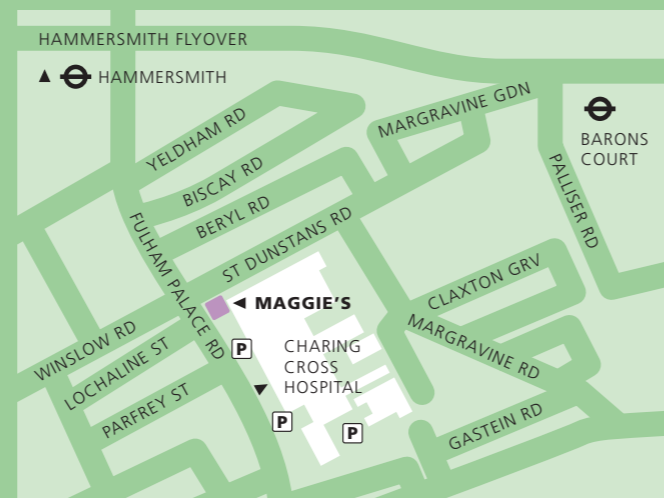 HAMMERSMITH FLYOVER
HAMMERSMITH
YELDHAM RD
MARGRAVINE GDN
BARONS
COURT
BISCAY RD
BERYL RD
PALLISER RD
ST DUNSTANS RD
FULHAM PALACE RD
CLAXTON GRV
MAGGIE'S
WINSLOW RD
LOCHALINE ST
MARGRAVINE RD
P
CHARING
CROSS
HOSPITAL
PARFREY ST
P
P
GASTEIN RD